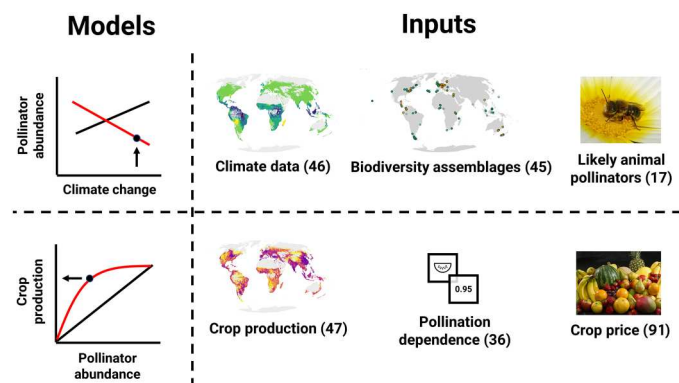 Models
Inputs
Pollinator
abundance
Climate change
Climate data (46)
Biodiversity assemblages (45)
Likely animal
pollinators (17)
Crop
production
Pollinator
abundance
Crop production (47)
0.95
Pollination
dependence (36)
Crop price (91)